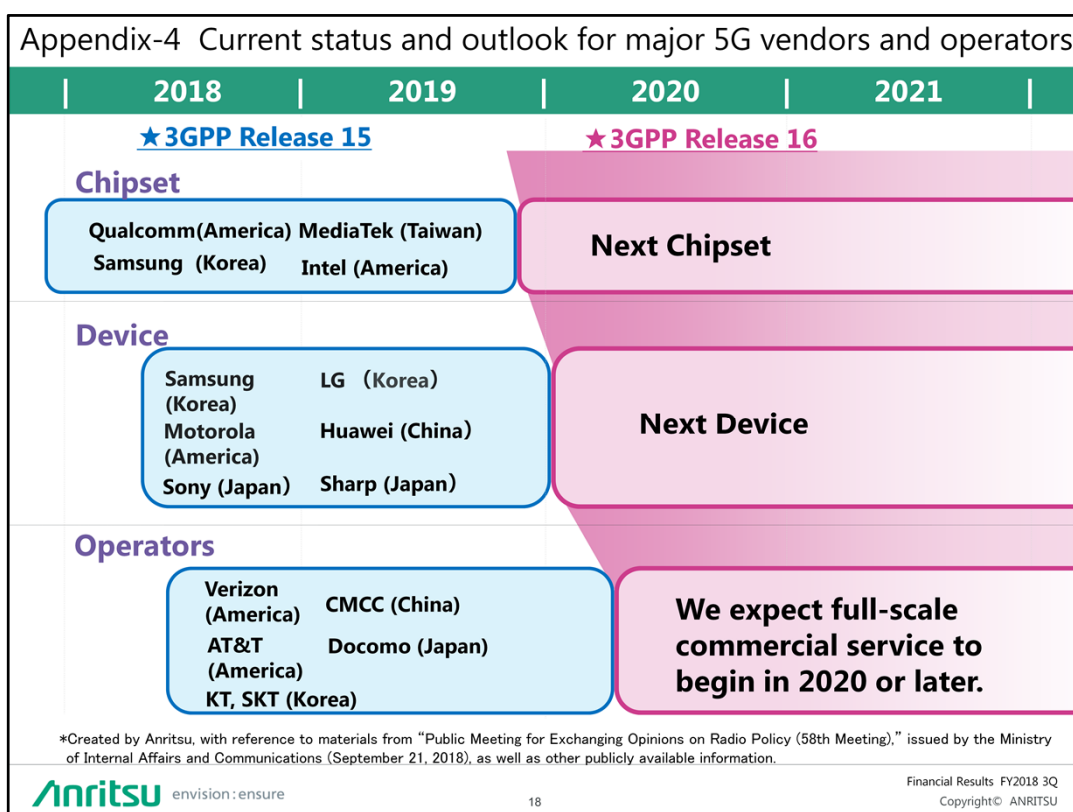 Appendix-4 Current status and outlook for major 5G vendors and operators
| 2018 | 2019 | 2020 | 2021 |
★3GPP Release 15
★3GPP Release 16
Chipset
Qualcomm(America) MediaTek (Taiwan)
Samsung (Korea) Intel (America)
Next Chipset
Device
Samsung
(Korea)
LG （Korea）
Motorola
(America)
Huawei (China）
Sony (Japan）
Sharp (Japan）
Next Device
Operators
Verizon
(America)
CMCC (China)
AT&T
(America)
Docomo (Japan)
KT, SKT (Korea)
We expect full-scale
commercial service to
begin in 2020 or later.
*Created by Anritsu, with reference to materials from “Public Meeting for Exchanging Opinions on Radio Policy (58th Meeting),” issued by the Ministry
of Internal Affairs and Communications (September 21, 2018), as well as other publicly available information.
Anritsu envision : ensure
18
Financial Results FY2018 3Q
Copyright© ANRITSU